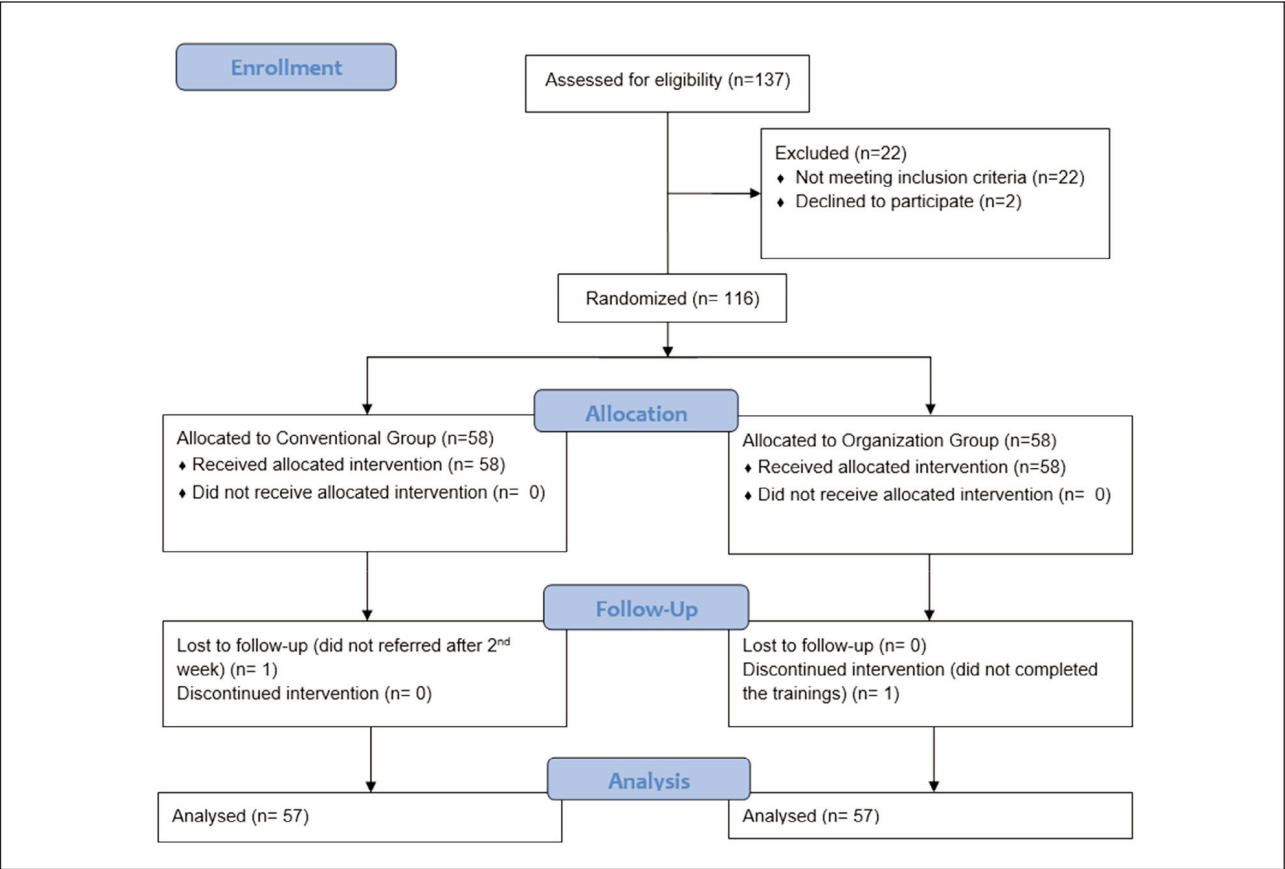 Enrollment
Assessed for eligibility (n=137)
Excluded (n=22)
♦ Not meeting inclusion criteria (n=22)
♦ Declined to participate (n=2)
Randomized (n= 116)
Allocation
Allocated to Conventional Group (n=58)
♦ Received allocated intervention (n= 58)
♦ Did not receive allocated intervention (n=  0)
Allocated to Organization Group (n=58)
♦ Received allocated intervention (n=58)
♦ Did not receive allocated intervention (n=  0)
Follow-Up
Lost to follow-up (did not referred after 2nd
week) (n= 1)
Discontinued intervention (n= 0)
Lost to follow-up (n= 0)
Discontinued intervention (did not completed
the trainings) (n= 1)
Analysis
Analysed (n= 57)
Analysed (n= 57)